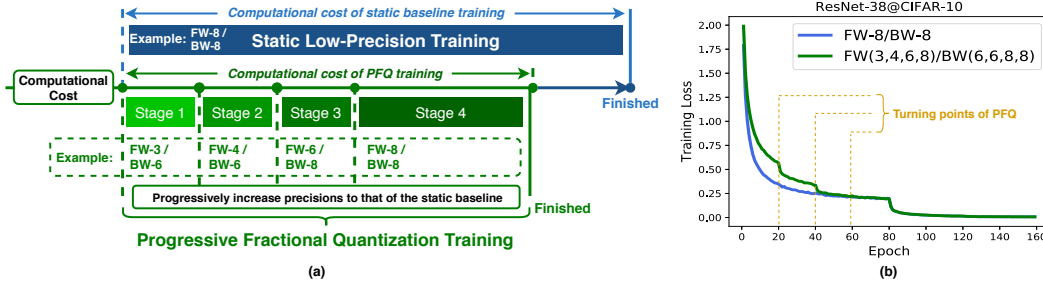 Computational cost of static baseline training
Example: FW-8 / BW-8 Static Low-Precision Training
Computational cost of PFQ training
Computational Cost
Finished
Stage 1 Stage 2 Stage 3 Stage 4
Example: FW-3 / BW-6 FW-4 / BW-6 FW-6 / BW-8 FW-8 / BW-8
Progressively increase precisions to that of the static baseline
Finished
Progressive Fractional Quantization Training
(a)
ResNet-38@CIFAR-10
FW-8/BW-8
FW(3,4,6,8)/BW(6,6,8,8)
Turning points of PFQ
Training Loss
2.00
1.75
1.50
1.25
1.00
0.75
0.50
0.25
0.00
0 20 40 60 80 100 120 140 160
Epoch
(b)